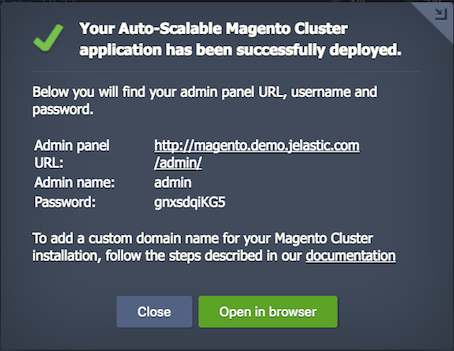 Your Auto-Scalable Magento Cluster
application has been successfully deployed.
Below you will find your admin panel URL, username and
password.
Admin panel http://magento.demo.jelastic.com
URL: /admin/
Admin name: admin
Password: gnxsdqiKG5
To add a custom domain name for your Magento Cluster
installation, follow the steps described in our documentation
Close Open in browser